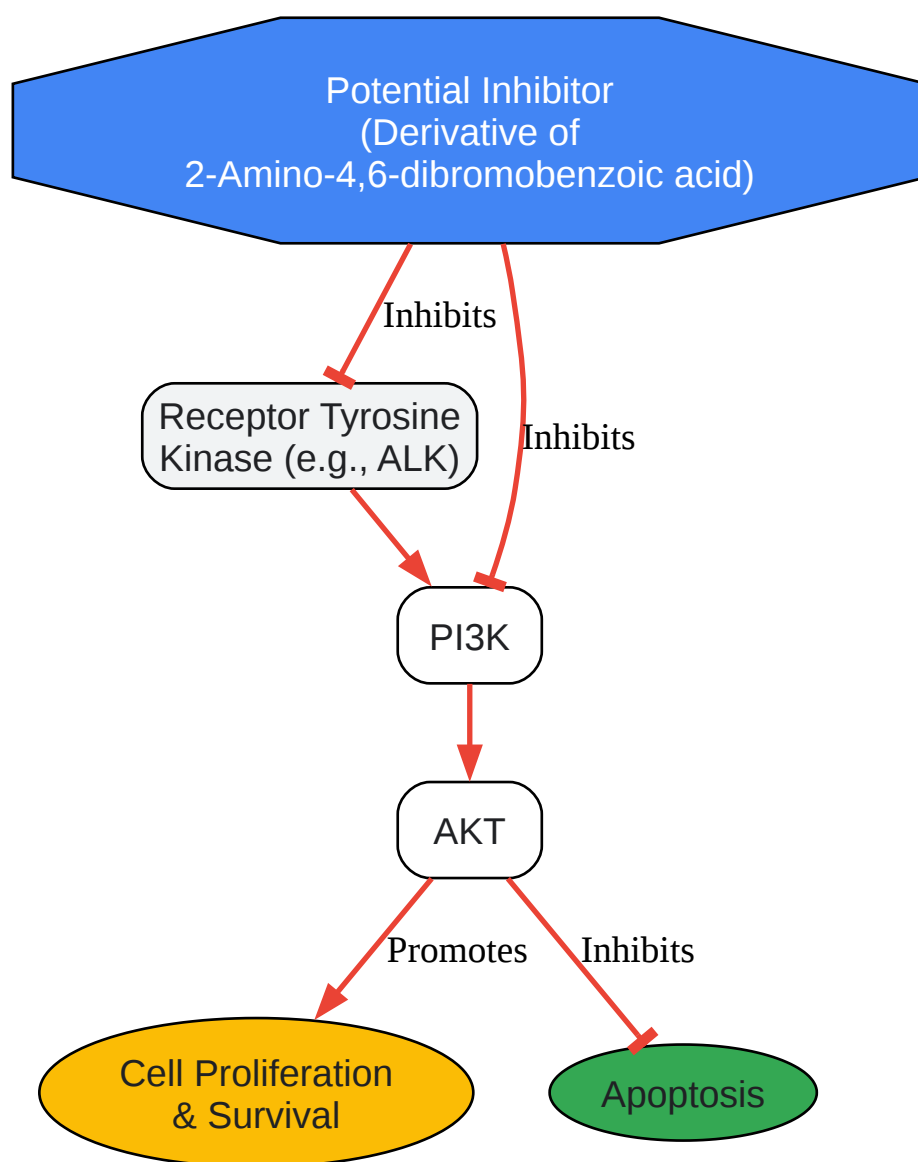 Potential Inhibitor
(Derivative of
2-Amino-4,6-dibromobenzoic acid)
Inhibits
Receptor Tyrosine
Kinase (e.g., ALK)
Inhibits
PI3K
AKT
Promotes
Inhibits
Cell Proliferation
& Survival
Apoptosis